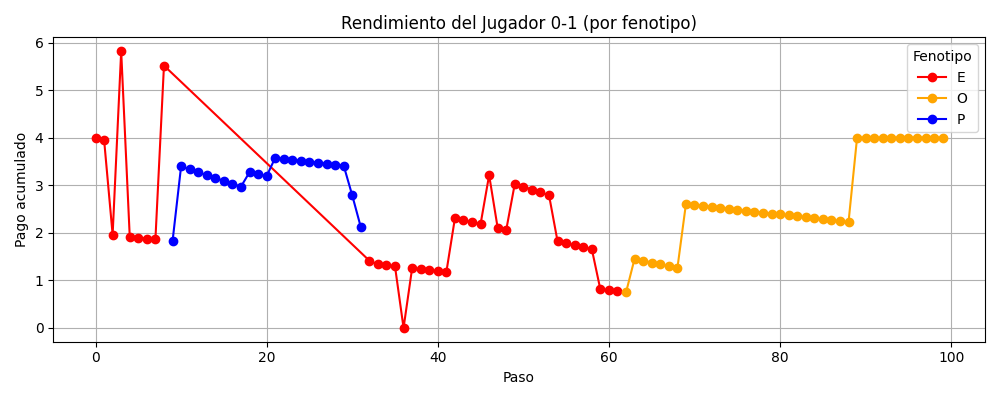 Rendimiento del Jugador 0-1 (por fenotipo)
Pago acumulado
6
5
4
3
2
1
0
0 20 40 60 80 100
Paso
Fenotipo
E
O
P